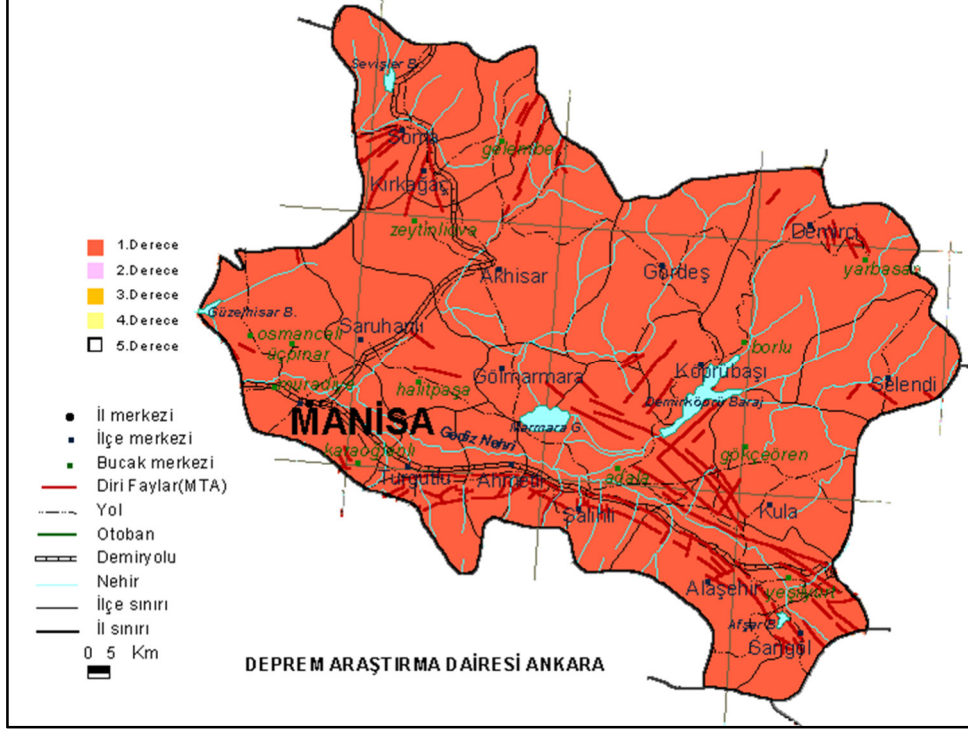 Sevişler B.
Soma
gelembe
Kırkağaç
zeytinliova
Demirci
yarbasan
Akhisar
Gördeş
1.Derece
2.Derece
3.Derece
4.Derece
5.Derece
Güzelhisar B.
osmancalı
üçpınar
Saruhanlı
borlu
Köprübaşı
Gölmarmara
Selendi
muradiye
halitpaşa
Demirköprü Baraj
MANİSA
Marmara G.
Gediz Nehri
karaoğlanlı
gökçeören
Turgutlu
Ahmetli
adala
Salihli
Kula
Alaşehir
yeşilyurt
Afşar B.
Sarıgöl
İl merkezi
İlçe merkezi
Bucak merkezi
Diri Faylar(MTA)
Yol
Otoban
Demiryolu
Nehir
İlçe sınırı
İl sınırı
0 5 Km
DEPREM ARAŞTIRMA DAİRESİ ANKARA